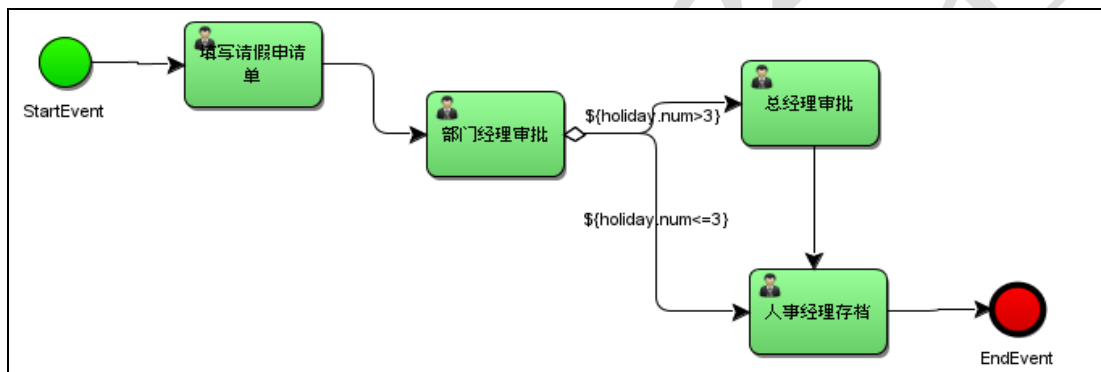 填写请假申请
单
StartEvent
部门经理审批
${holiday.num>3}
总经理审批
${holiday.num<=3}
人事经理存档
EndEvent